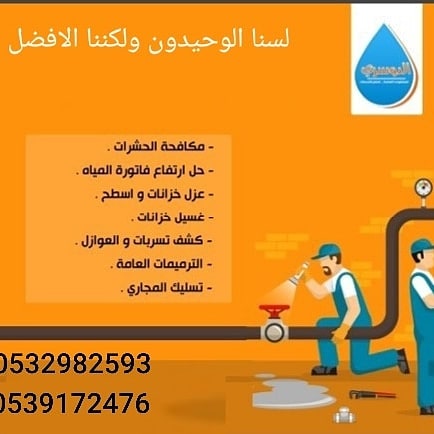 لسنا الوحيدون ولكننا الافضل
الدوسري
- مكافحة الحشرات .
- حل ارتفاع فاتورة المياه .
- عزل خزانات و اسطح .
- غسيل خزانات .
- كشف تسربات و العوازل .
- الترميمات العامة .
- تسليك المجاري .
0532982593
0539172476